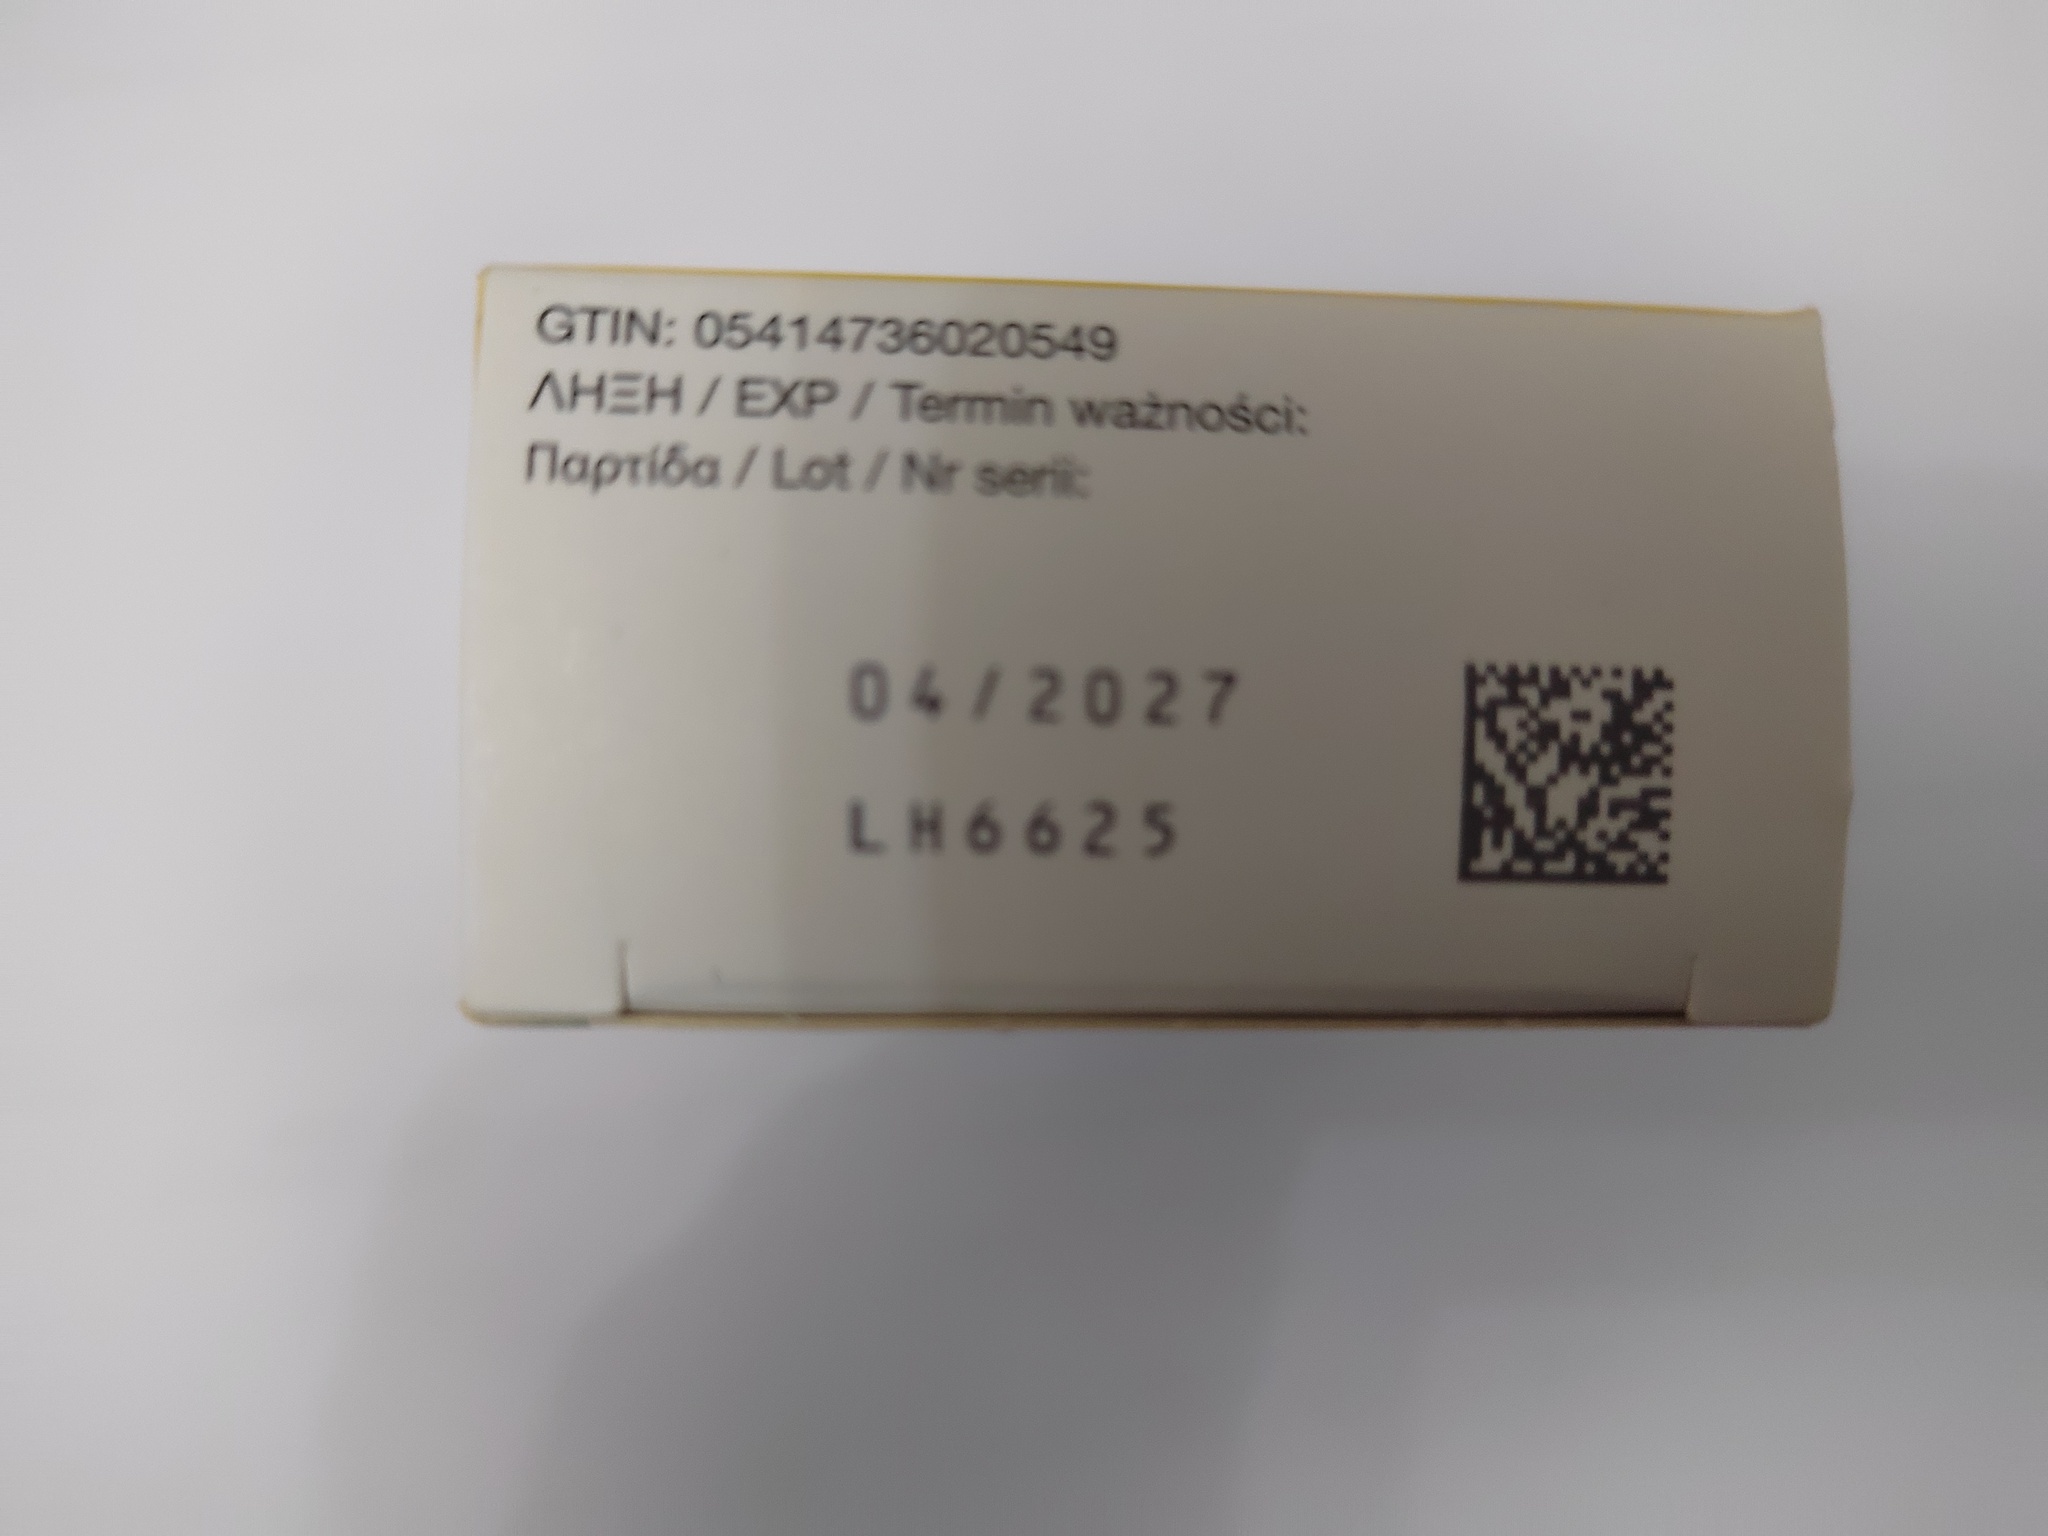 GTIN: 05414736020549
ΛΗΞΗ / EXP / Termin ważności:
Παρτίδα / Lot / Nr serii:
04/2027
LH6625